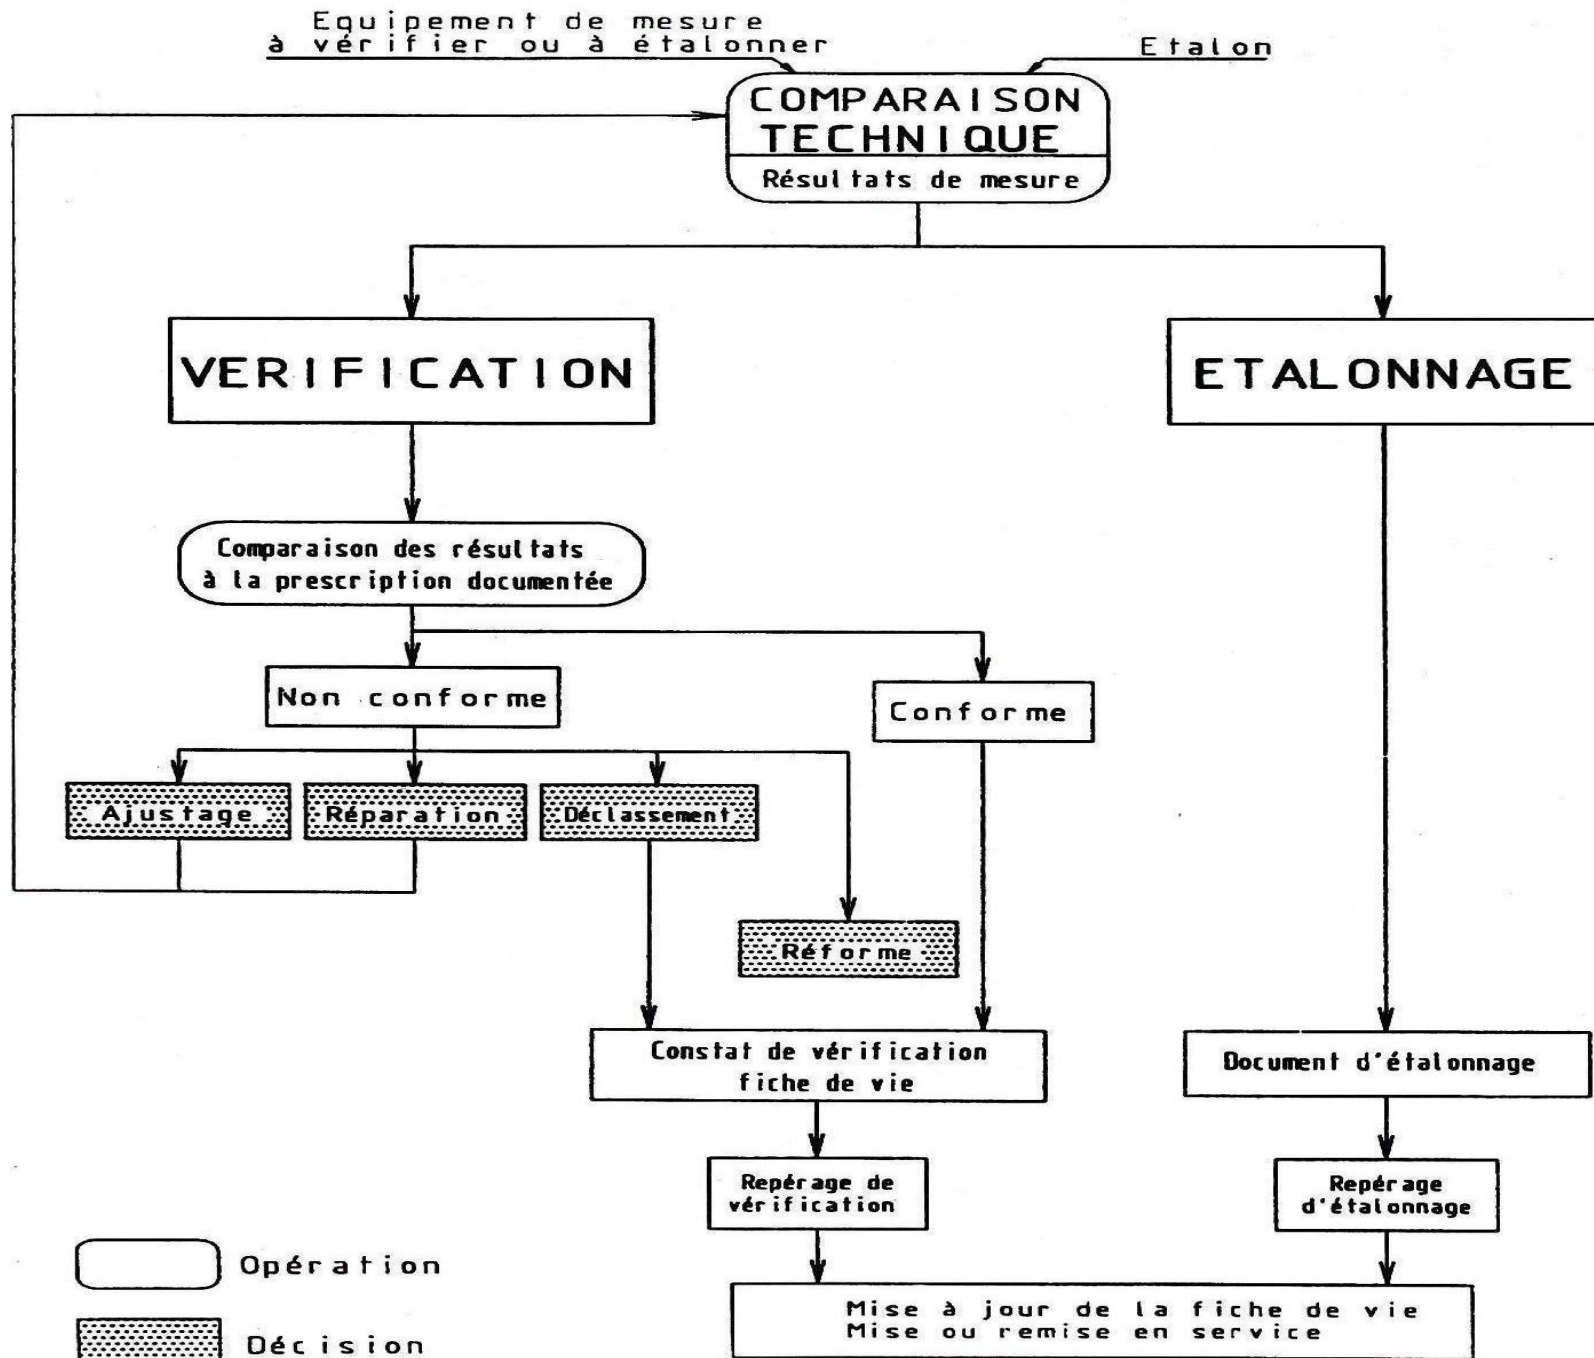 Equipement de mesure
à vérifier ou à étalonner
Etalon
COMPARAISON
TECHNIQUE
Résultats de mesure
VERIFICATION
ETALONNAGE
Comparaison des résultats
à la prescription documentée
Non conforme
Conforme
Ajustage
Réparation
Déclassement
Réforme
Constat de vérification
fiche de vie
Document d'étalonnage
Repérage de
vérification
Repérage
d'étalonnage
Opération
Mise à jour de la fiche de vie
Mise ou remise en service
Décision